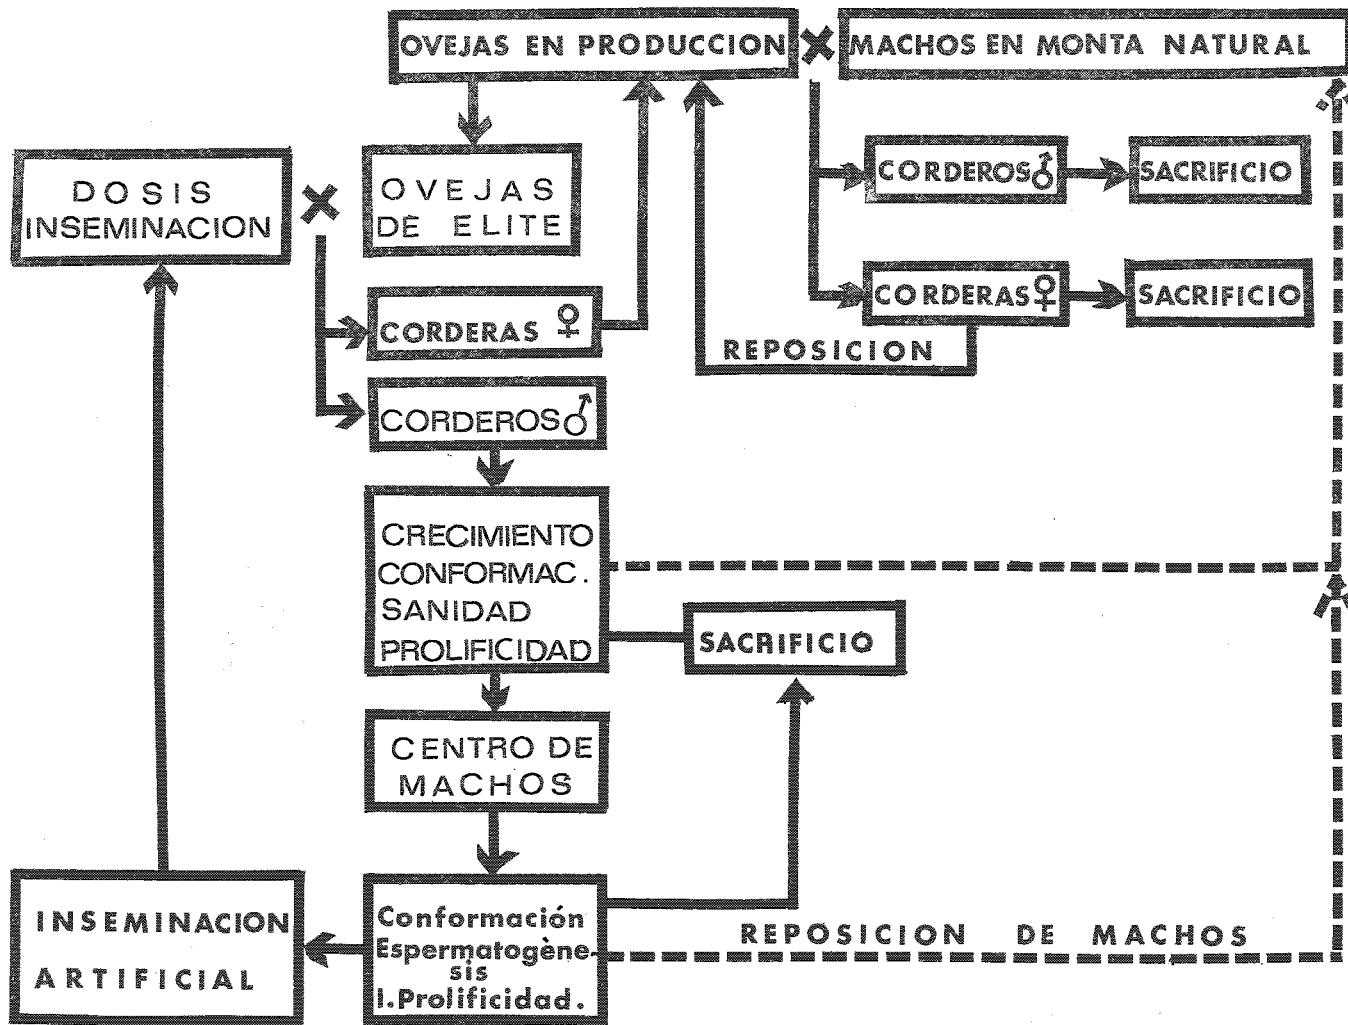 OVEJAS EN PRODUCCION X MACHOS EN MONTA NATURAL
DOSIS
INSEMINACION
X
OVEJAS
DE ELITE
CORDEROS ♂
SACRIFICIO
CORDERAS ♀
SACRIFICIO
REPOSICION
CORDERAS ♀
CORDEROS ♂
CRECIMIENTO
CONFORMAC.
SANIDAD
PROLIFICIDAD
SACRIFICIO
CENTRO DE
MACHOS
INSEMINACION
ARTIFICIAL
Conformación
Espermatogène-
sis
I.Prolificidad.
REPOSICION DE MACHOS